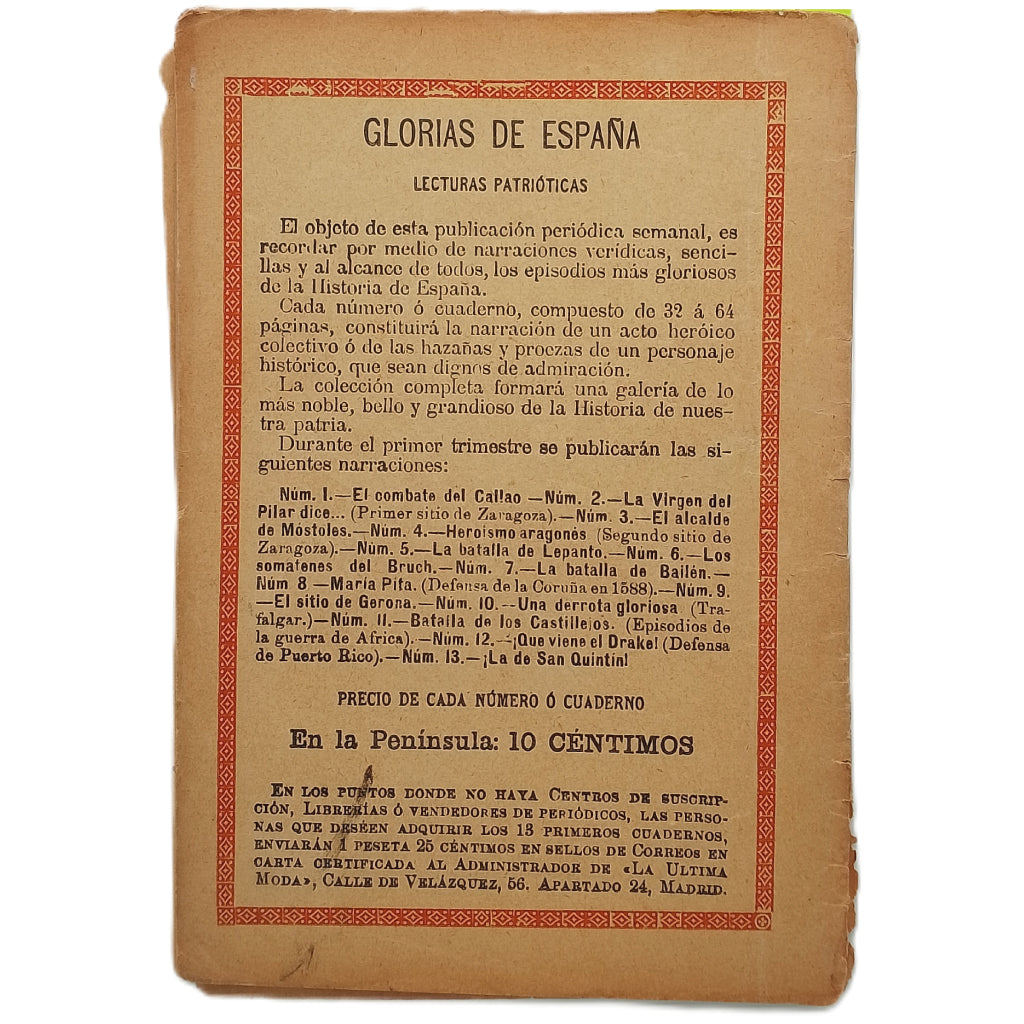 GLORIAS DE ESPAÑA
LECTURAS PATRIÓTICAS
El objeto de esta publicación periódica semanal, es
recordar por medio de narraciones verídicas, senci-
llas y al alcance de todos, los episodios más gloriosos
de la Historia de España.
Cada número ó cuaderno, compuesto de 32 á 64
páginas, constituirá la narración de un acto heróico
colectivo ó de las hazañas y proezas de un personaje
histórico, que sean dignos de admiración.
La colección completa formará una galería de lo
más noble, bello y grandioso de la Historia de nues-
tra patria.
Durante el primer trimestre se publicarán las si-
guientes narraciones:
Núm. 1.—El combate del Callao —Núm. 2.—La Virgen del
Pilar dice... (Primer sitio de Zaragoza).—Núm. 3.—El alcalde
de Móstoles.—Núm. 4.—Heroísmo aragonés (Segundo sitio de
Zaragoza).—Núm. 5.—La batalla de Lepanto.—Núm. 6.—Los
somatenes del Bruch.—Núm. 7.—La batalla de Bailén.—
Núm 8 —María Pita. (Defensa de la Coruña en 1588).—Núm. 9.
—El sitio de Gerona.—Núm. 10.—Una derrota gloriosa (Tra-
falgar.)—Núm. 11.—Batalla de los Castillejos. (Episodios de
la guerra de Africa).—Núm. 12.—¡Que viene el Drake! (Defensa
de Puerto Rico).—Núm. 13.—¡La de San Quintín!
PRECIO DE CADA NÚMERO Ó CUADERNO
En la Península: 10 CÉNTIMOS
EN LOS PUNTOS DONDE NO HAYA CENTROS DE SUSCRIP-
CIÓN, LIBRERÍAS Ó VENDEDORES DE PERIÓDICOS, LAS PERSO-
NAS QUE DESÉEN ADQUIRIR LOS 13 PRIMEROS CUADERNOS,
ENVIARÁN 1 PESETA 25 CÉNTIMOS EN SELLOS DE CORREOS EN
CARTA CERTIFICADA AL ADMINISTRADOR DE «LA ULTIMA
MODA», CALLE DE VELÁZQUEZ, 56. APARTADO 24, MADRID.